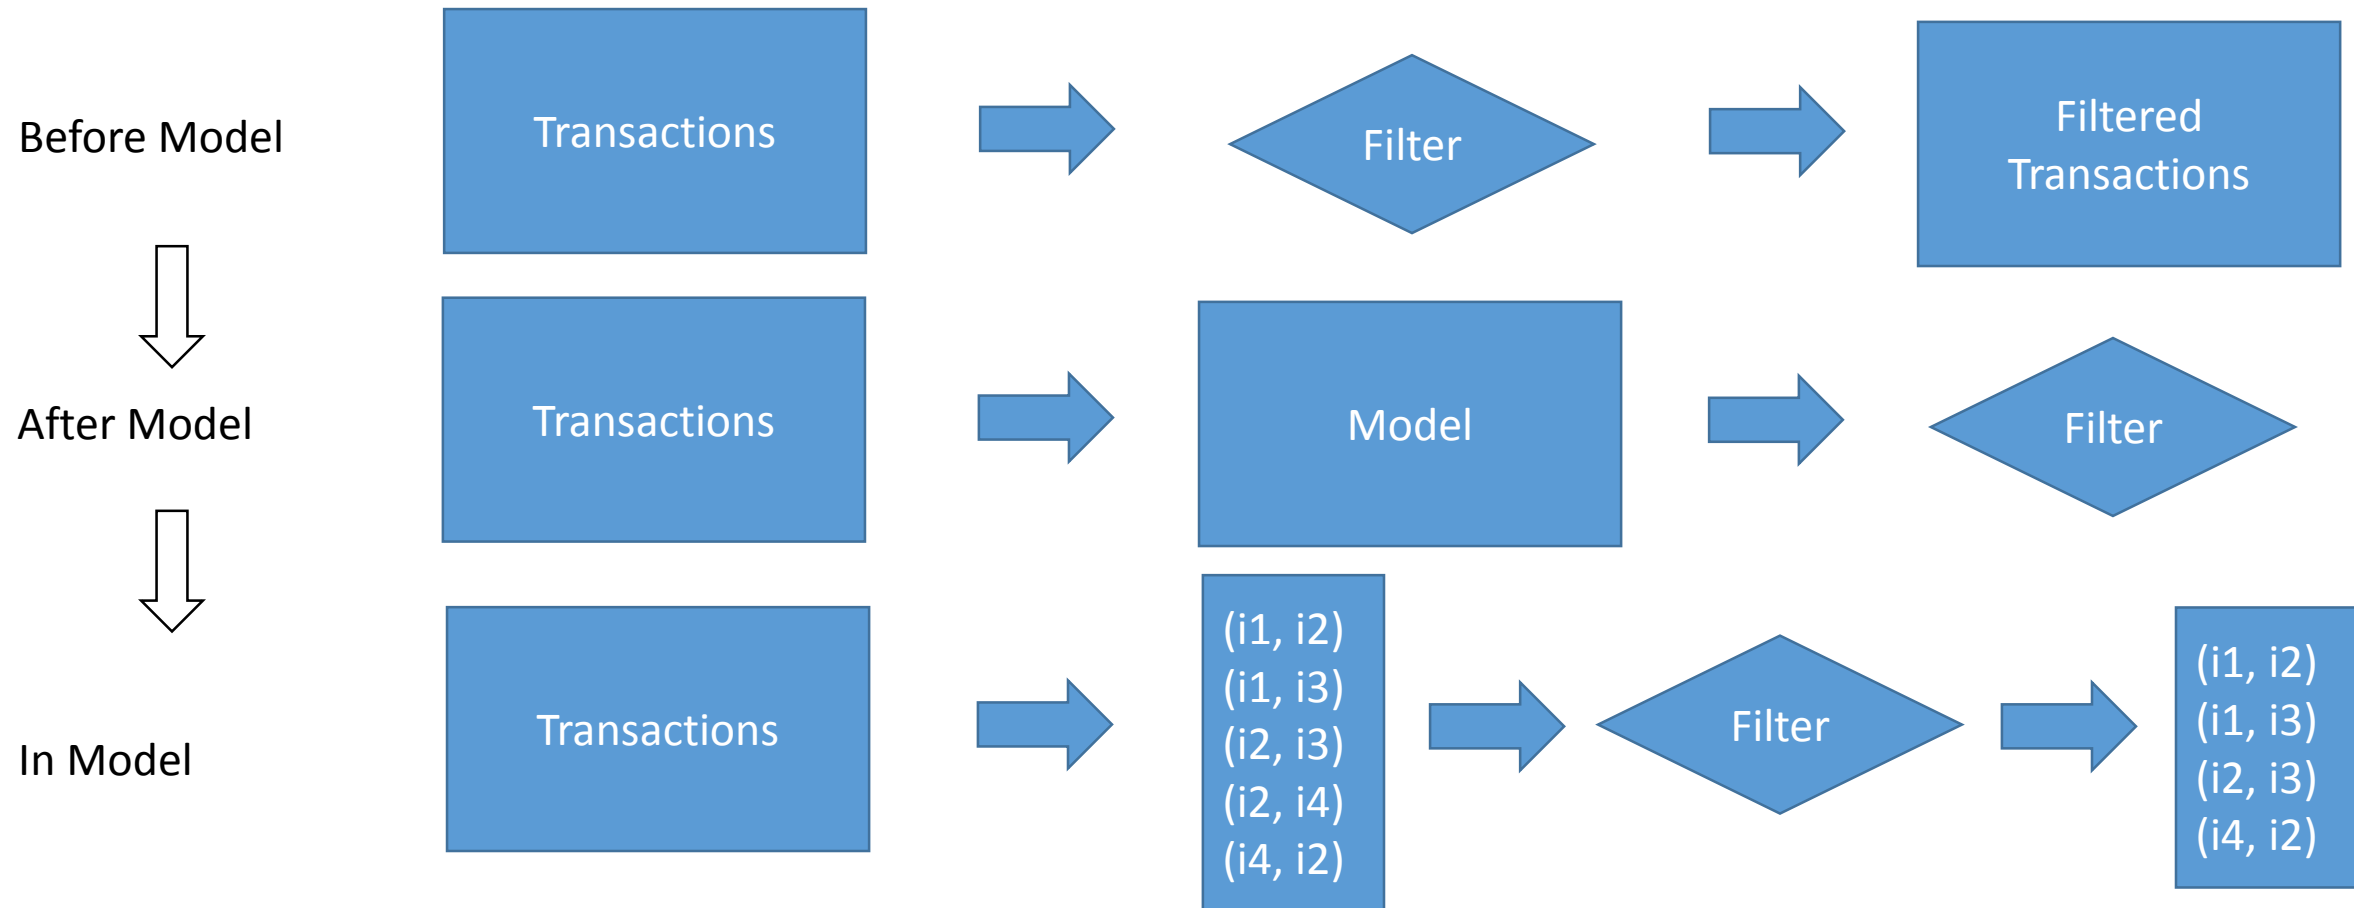 Before Model
Transactions
Filter
Filtered
Transactions
After Model
Transactions
Model
Filter
In Model
Transactions
(i1, i2)
(i1, i3)
(i2, i3)
(i2, i4)
(i4, i2)
Filter
(i1, i2)
(i1, i3)
(i2, i3)
(i4, i2)